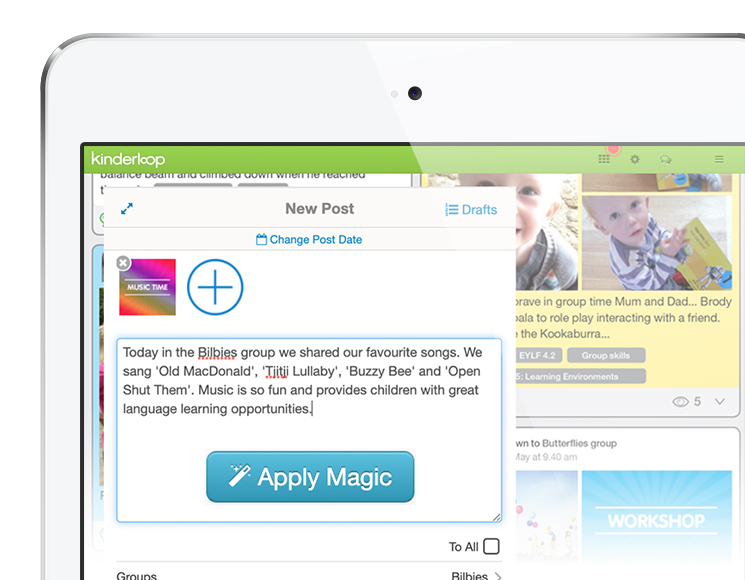 kinderloop
balance beam and climbed down when he reached
New Post
Drafts
Change Post Date
MUSIC TIME
Today in the Bilbies group we shared our favourite songs. We
sang 'Old MacDonald', 'Tjitji Lullaby', 'Buzzy Bee' and 'Open
Shut Them'. Music is so fun and provides children with great
language learning opportunities.
Apply Magic
To All
Groups
Bilbies
brave in group time Mum and Dad... Brody
to role play interacting with a friend.
the Kookaburra...
EYLF 4.2
Group skills
5: Learning Environments
5
to Butterflies group
May at 9.40 am
WORKSHOP